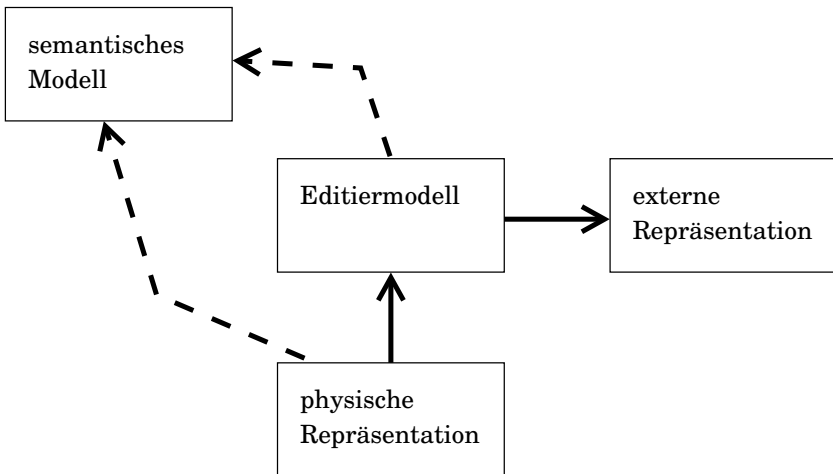 semantisches
Modell
Editiermodell
externe
Repräsentation
physische
Repräsentation